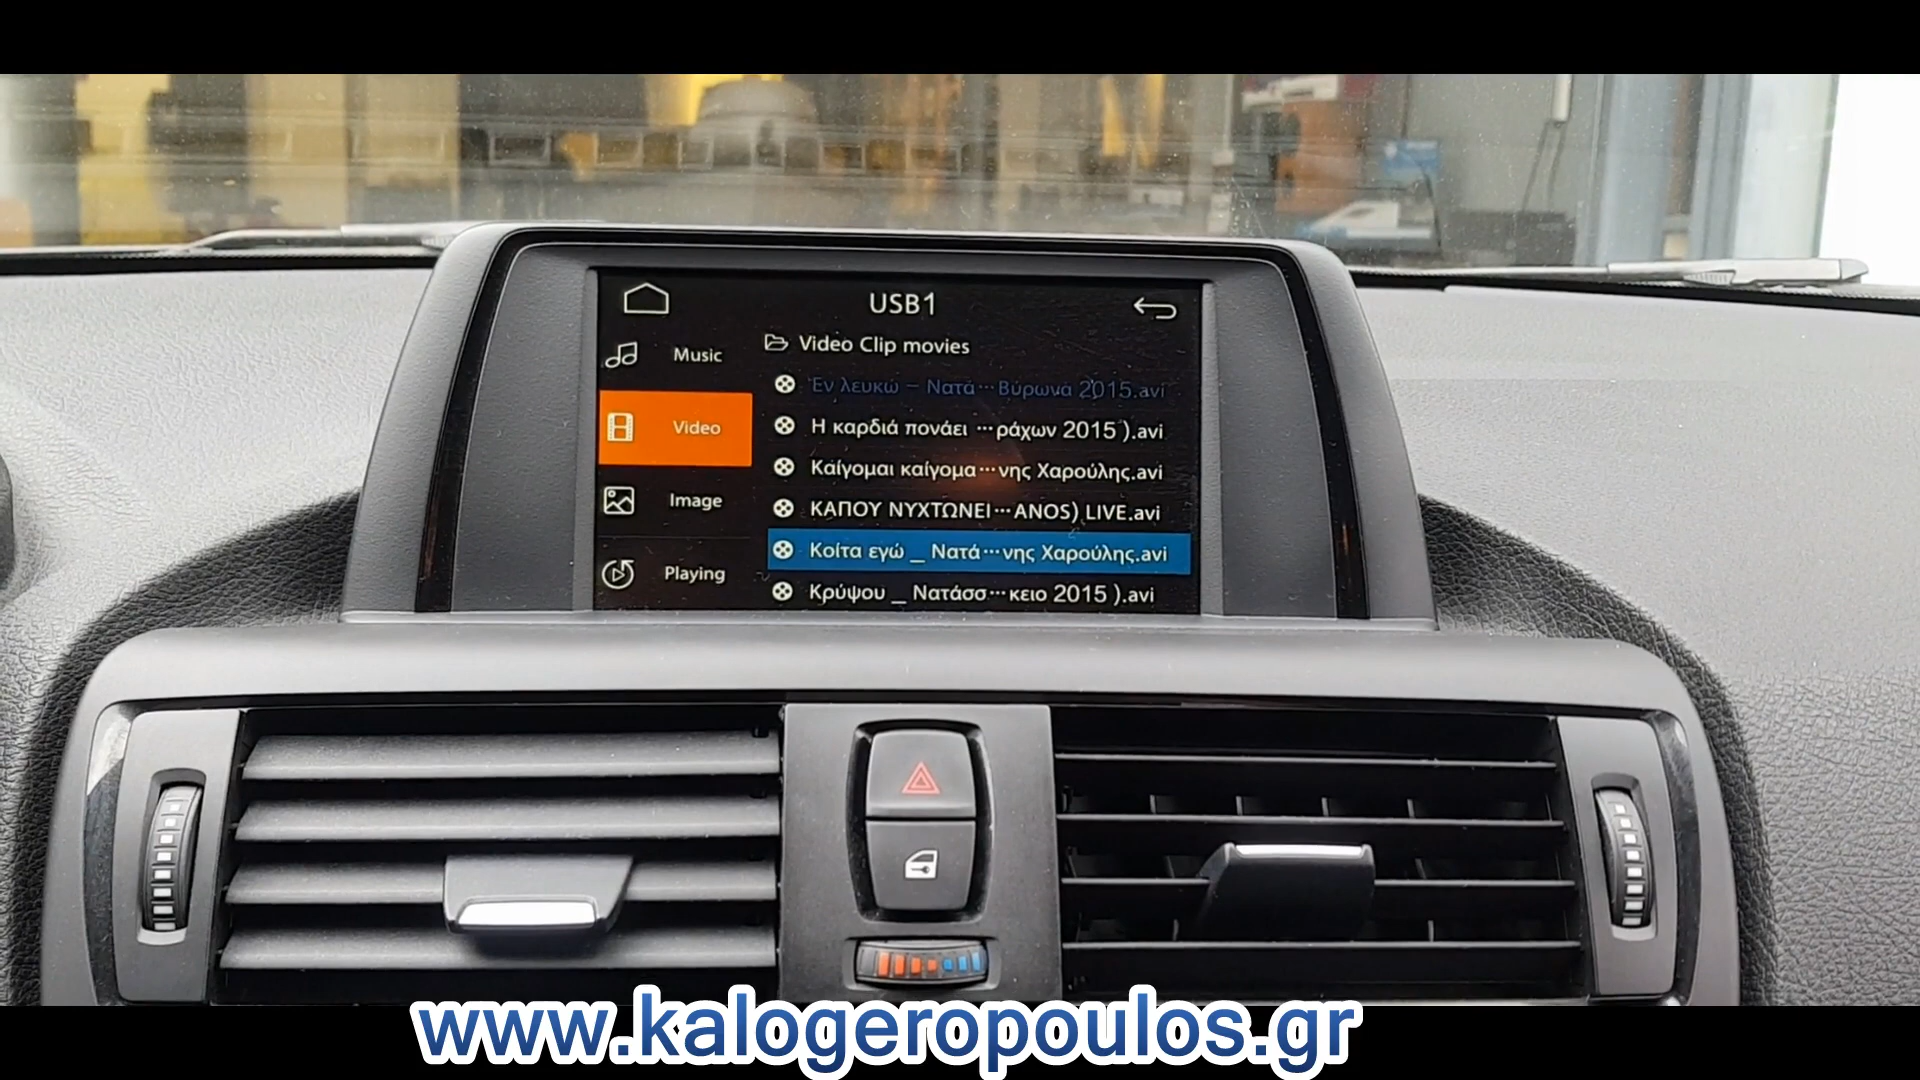 USB1
Music
Video
Image
Playing
Video Clip movies
Εν λευκώ – Νατά···Βύρωνα 2015.avi
Η καρδιά πονάει ···ράχων 2015 ).avi
Καίγομαι καίγομα···νης Χαρούλης.avi
ΚΑΠΟΥ ΝΥΧΤΩΝΕΙ···ANOS) LIVE.avi
Κοίτα εγώ _ Νατά···νης Χαρούλης.avi
Κρύψου _ Νατάσσ···κειο 2015 ).avi
www.kalogeropoulos.gr